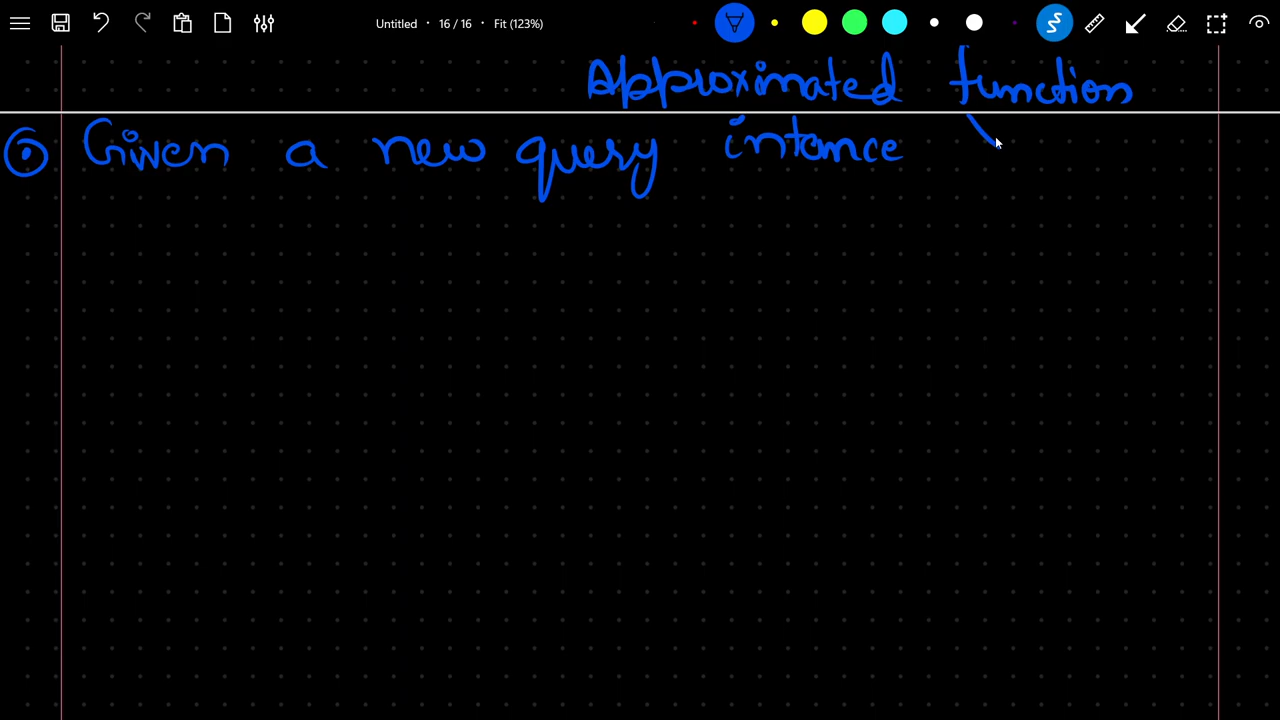 Untitled · 16 / 16 · Fit (123%)
Approximated function
Given a new query intance